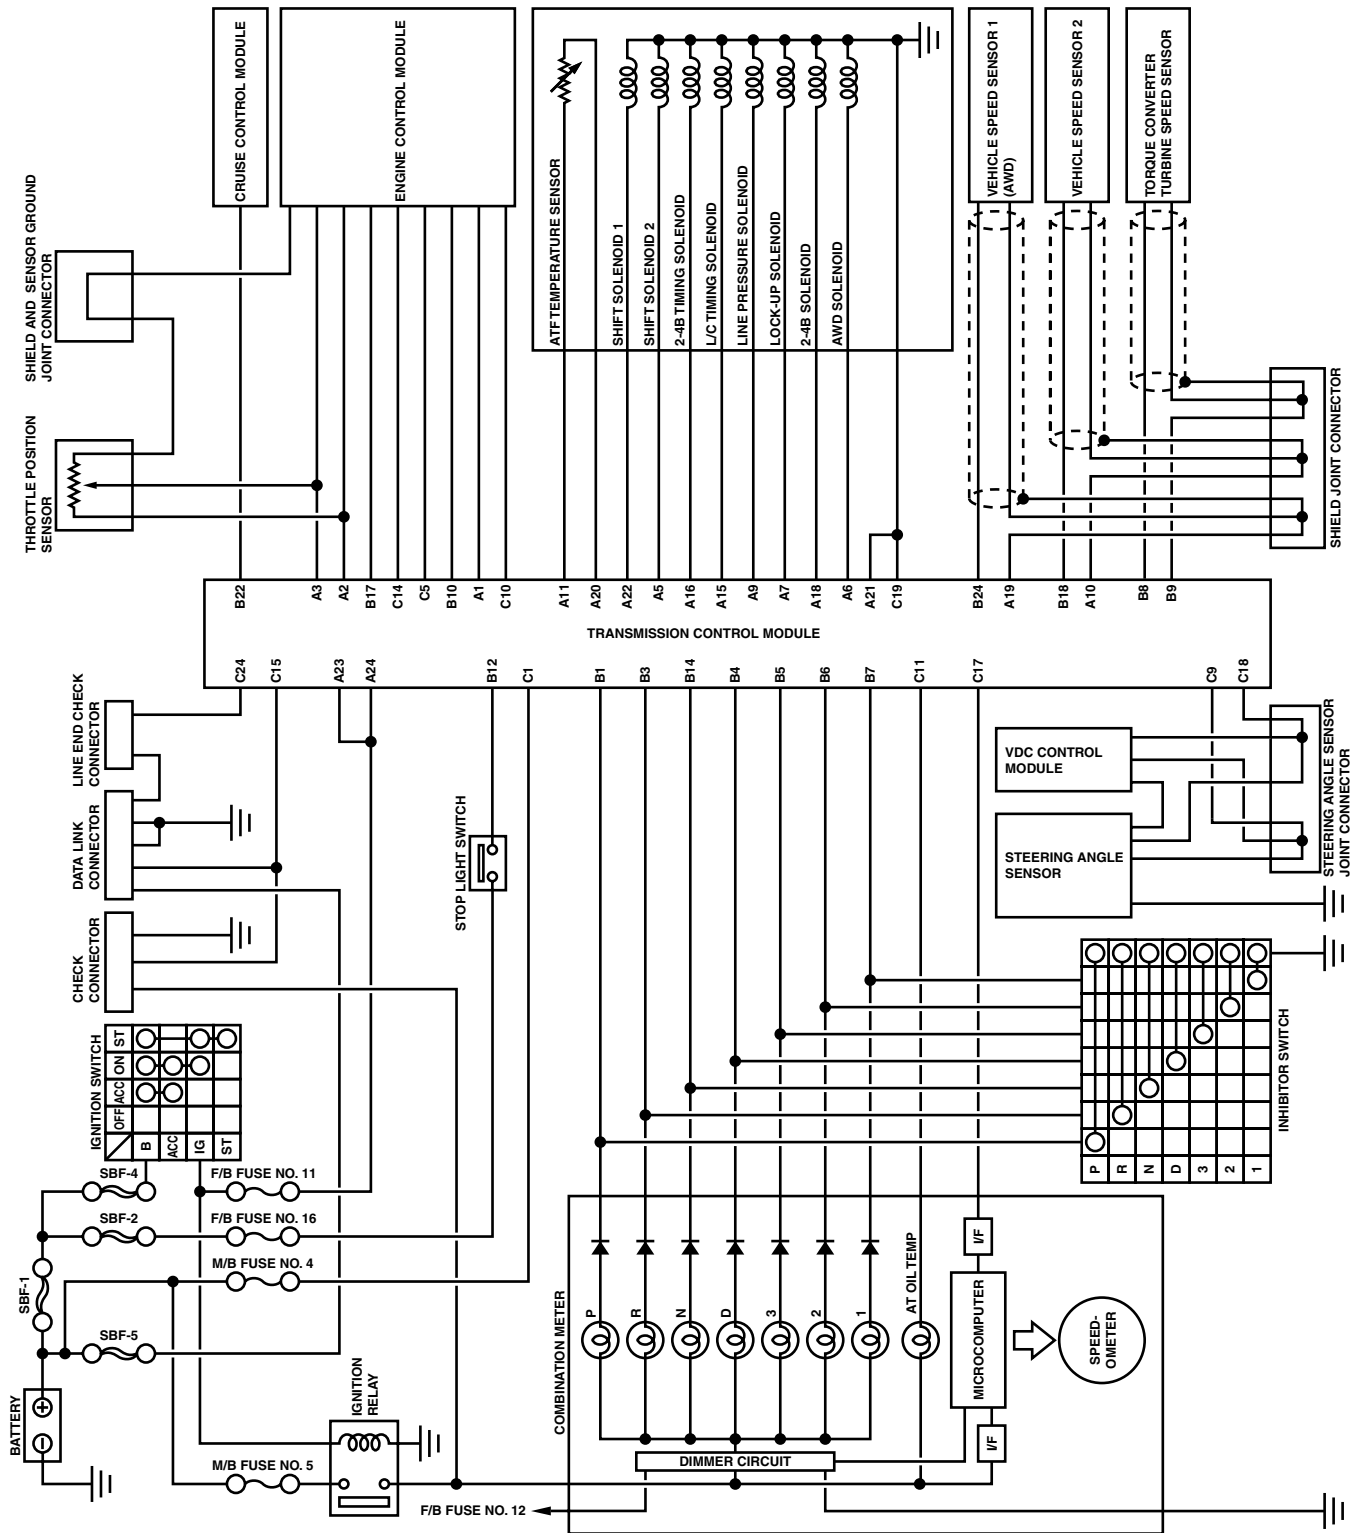 CRUISE CONTROL MODULE
ENGINE CONTROL MODULE
SHIELD AND SENSOR GROUND
JOINT CONNECTOR
THROTTLE POSITION
SENSOR
ATF TEMPERATURE SENSOR
SHIFT SOLENOID 1
SHIFT SOLENOID 2
2-4B TIMING SOLENOID
L/C TIMING SOLENOID
LINE PRESSURE SOLENOID
LOCK-UP SOLENOID
2-4B SOLENOID
AWD SOLENOID
VEHICLE SPEED SENSOR 1
(AWD)
VEHICLE SPEED SENSOR 2
TORQUE CONVERTER
TURBINE SPEED SENSOR
SHIELD JOINT CONNECTOR
B22
A3
A2
B17
C14
C5
B10
A1
C10
A11
A20
A22
A5
A16
A15
A9
A7
A18
A6
A21
C19
B24
A19
B18
A10
B8
B9
TRANSMISSION CONTROL MODULE
C24
C15
A23
A24
B12
C1
B1
B3
B14
B4
B5
B6
B7
C11
C17
C9
C18
LINE END CHECK
CONNECTOR
DATA LINK
CONNECTOR
CHECK
CONNECTOR
STOP LIGHT SWITCH
VDC CONTROL
MODULE
STEERING ANGLE
SENSOR
STEERING ANGLE SENSOR
JOINT CONNECTOR
IGNITION SWITCH
OFF
ACC
ON
ST
B
ACC
IG
ST
SBF-4
F/B FUSE NO. 11
SBF-2
F/B FUSE NO. 16
M/B FUSE NO. 4
SBF-1
SBF-5
BATTERY
IGNITION
RELAY
M/B FUSE NO. 5
F/B FUSE NO. 12
INHIBITOR SWITCH
P
R
N
D
3
2
1
COMBINATION METER
P
R
N
D
3
2
1
AT OIL TEMP
I/F
MICROCOMPUTER
I/F
SPEED-
OMETER
DIMMER CIRCUIT